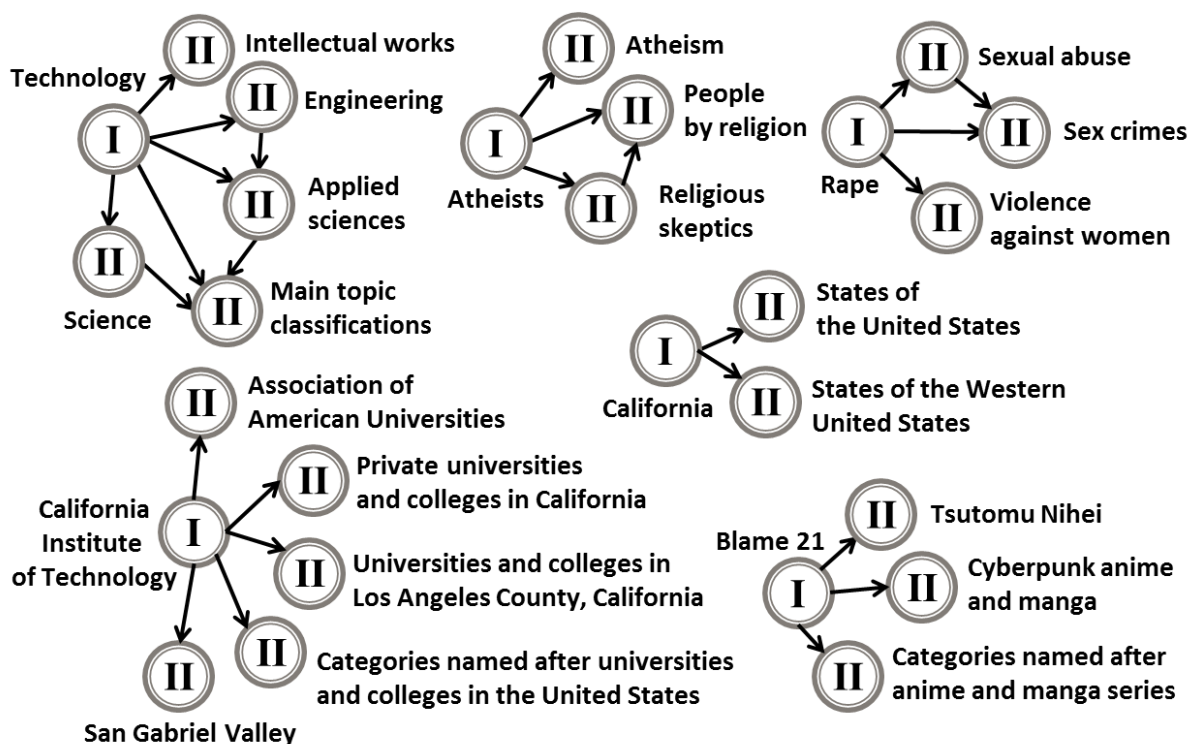 II
Intellectual works
Technology
II
Engineering
I
II
Applied
sciences
II
Science
II
Main topic
classifications
II
Atheism
II
People
by religion
I
Atheists
II
Religious
skeptics
II
Sexual abuse
I
II
Sex crimes
Rape
II
Violence
against women
II
States of
the United States
I
California
II
States of the Western
United States
II
Association of
American Universities
II
Private universities
and colleges in California
California
Institute
of Technology
I
II
Universities and colleges in
Los Angeles County, California
II
Categories named after universities
and colleges in the United States
II
San Gabriel Valley
II
Tsutomu Nihei
Blame 21
I
II
Cyberpunk anime
and manga
II
Categories named after
anime and manga series